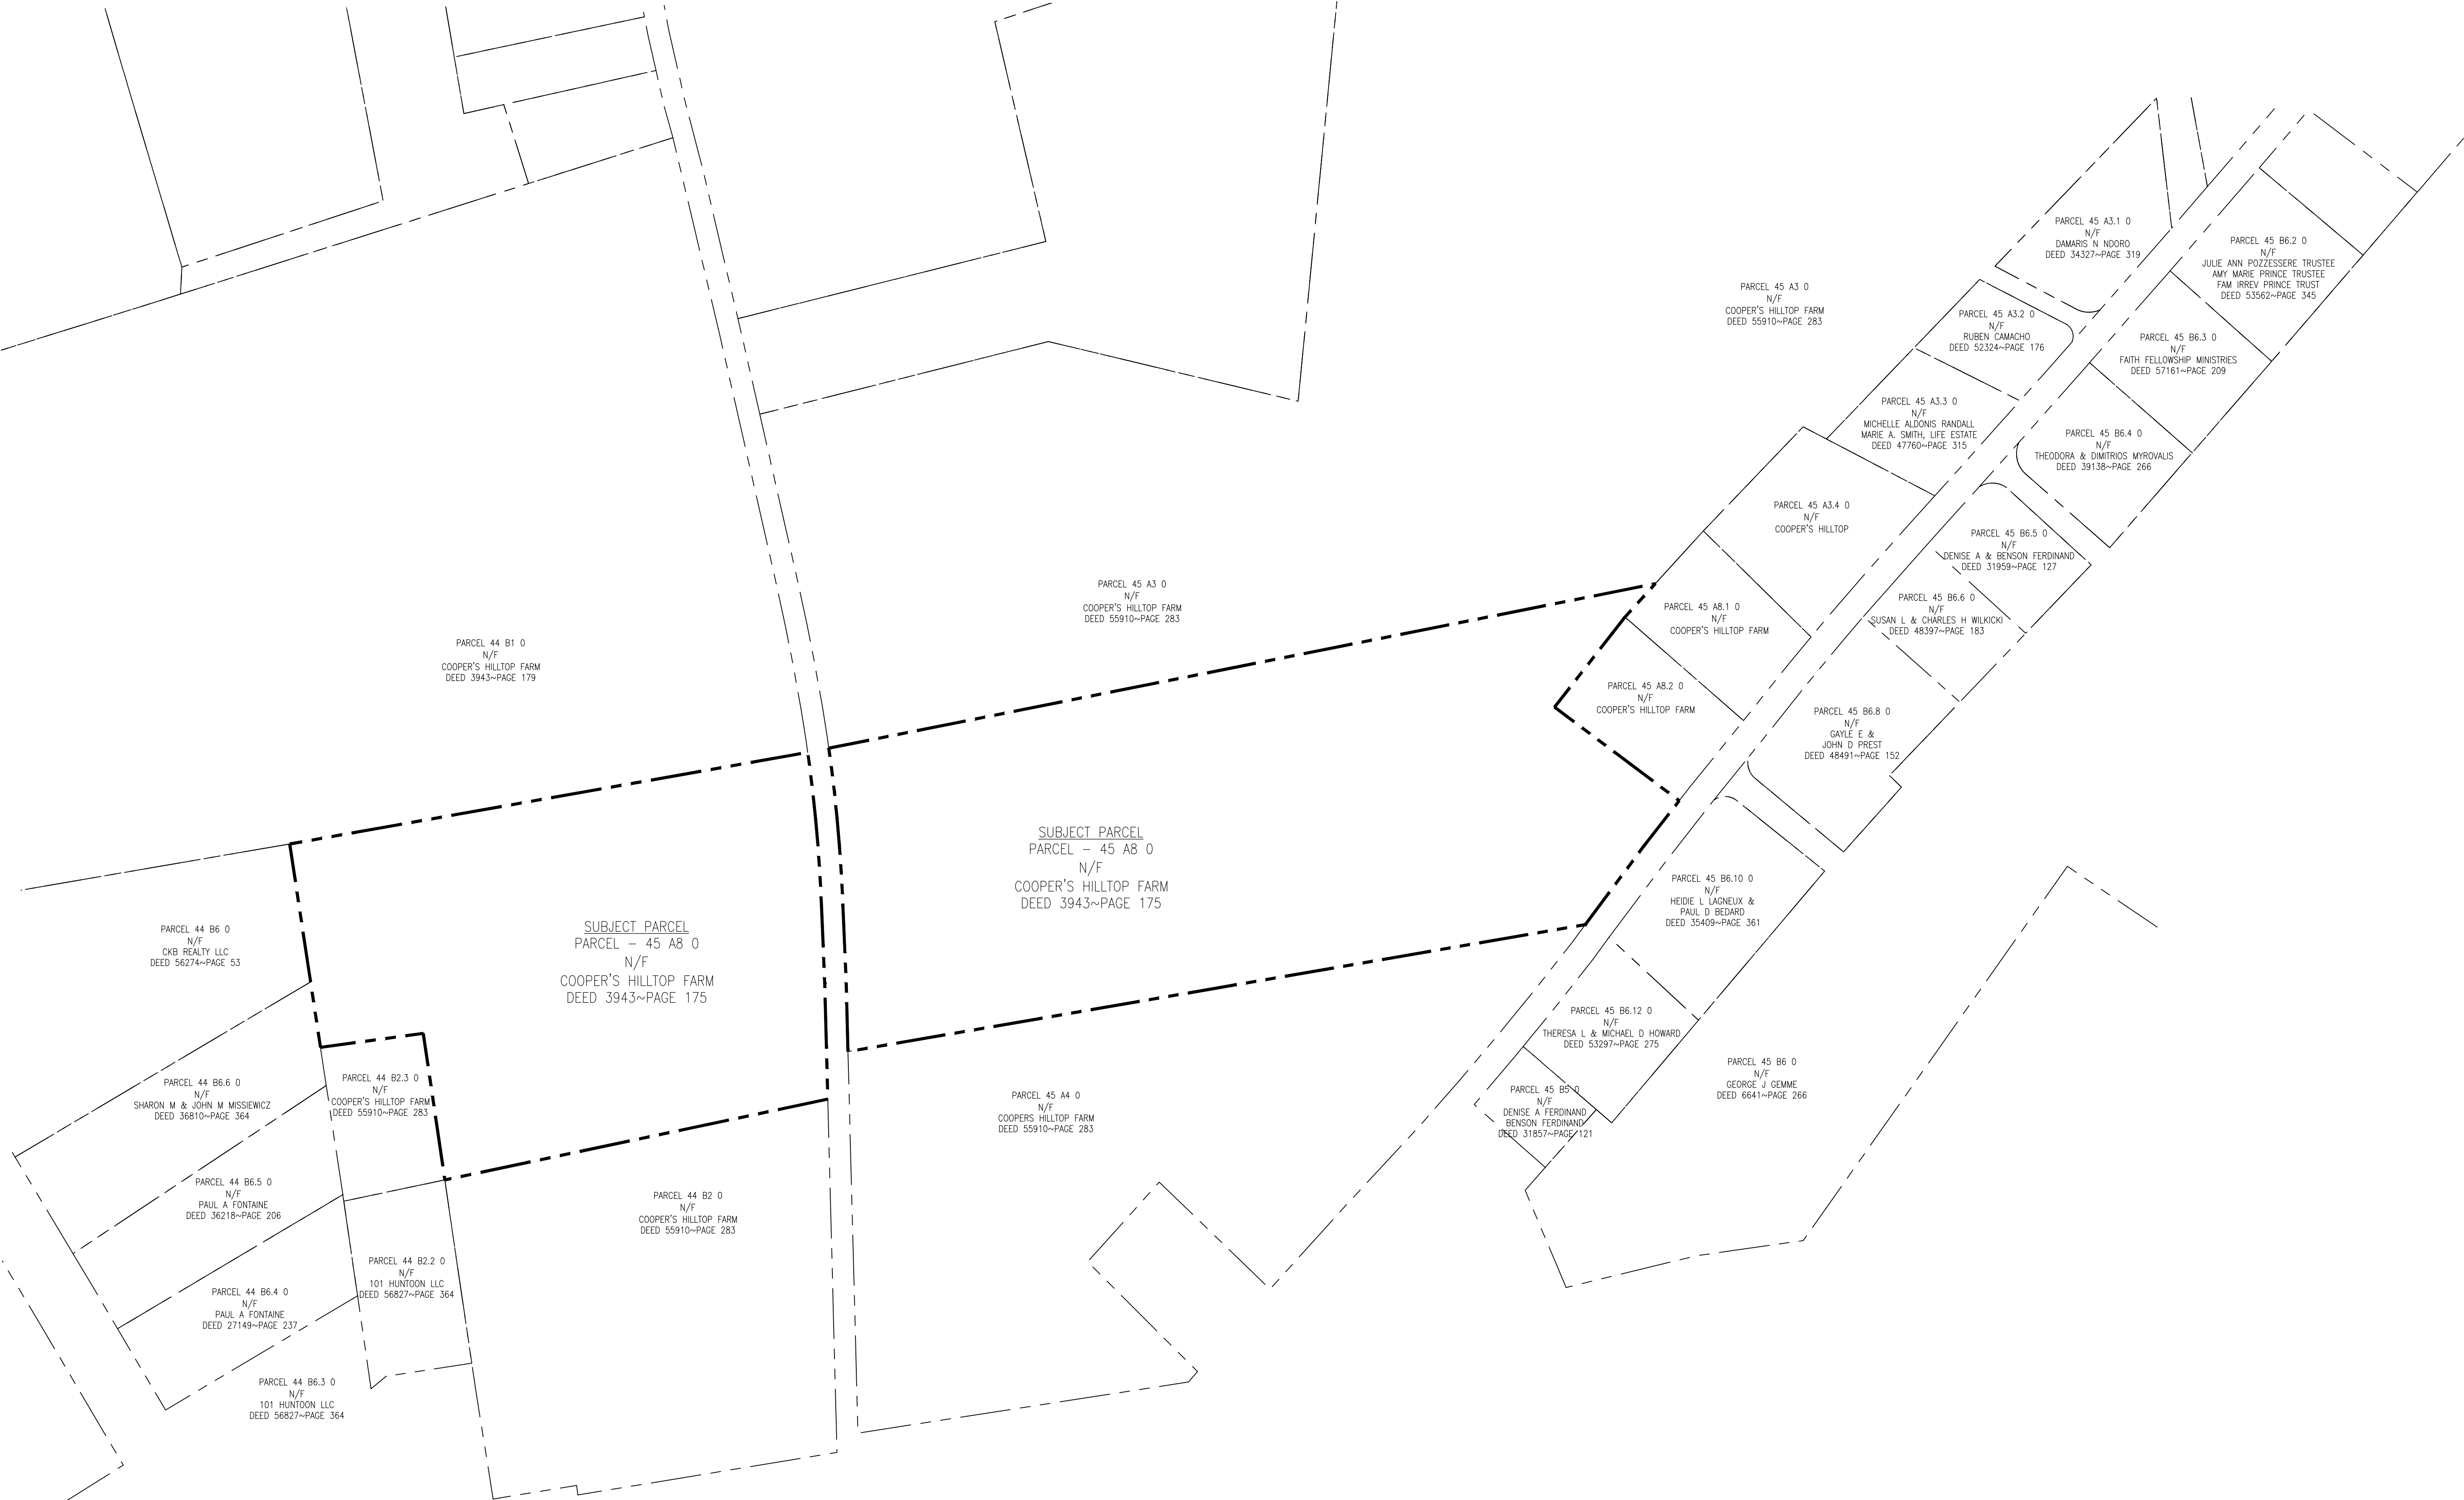 PARCEL 45 A3.1 0
N/F
DAMARIS N NDORO
DEED 34327~PAGE 319
PARCEL 45 B6.2 0
N/F
JULIE ANN POZZESSERE TRUSTEE
AMY MARIE PRINCE TRUSTEE
FAM IRREV PRINCE TRUST
DEED 53562~PAGE 345
PARCEL 45 A3 0
N/F
COOPER'S HILLTOP FARM
DEED 55910~PAGE 283
PARCEL 45 A3.2 0
N/F
RUBEN CAMACHO
DEED 52324~PAGE 176
PARCEL 45 B6.3 0
N/F
FAITH FELLOWSHIP MINISTRIES
DEED 57161~PAGE 209
PARCEL 45 A3.3 0
N/F
MICHELLE ALDONIS RANDALL
MARIE A. SMITH, LIFE ESTATE
DEED 47760~PAGE 315
PARCEL 45 B6.4 0
N/F
THEODORA & DIMITRIOS MYROVALIS
DEED 39138~PAGE 266
PARCEL 45 A3.4 0
N/F
COOPER'S HILLTOP
PARCEL 45 B6.5 0
N/F
DENISE A & BENSON FERDINAND
DEED 31959~PAGE 127
PARCEL 45 A3 0
N/F
COOPER'S HILLTOP FARM
DEED 55910~PAGE 283
PARCEL 45 A8.1 0
N/F
COOPER'S HILLTOP FARM
PARCEL 45 B6.6 0
N/F
SUSAN L & CHARLES H WILKICKI
DEED 48397~PAGE 183
PARCEL 44 B1 0
N/F
COOPER'S HILLTOP FARM
DEED 3943~PAGE 179
PARCEL 45 A8.2 0
N/F
COOPER'S HILLTOP FARM
PARCEL 45 B6.8 0
N/F
GAYLE E &
JOHN D PREST
DEED 48491~PAGE 152
SUBJECT PARCEL
PARCEL – 45 A8 0
N/F
COOPER'S HILLTOP FARM
DEED 3943~PAGE 175
PARCEL 45 B6.10 0
N/F
HEIDIE L LAGNEUX &
PAUL D BEDARD
DEED 35409~PAGE 361
SUBJECT PARCEL
PARCEL – 45 A8 0
N/F
COOPER'S HILLTOP FARM
DEED 3943~PAGE 175
PARCEL 44 B6 0
N/F
CKB REALTY LLC
DEED 56274~PAGE 53
PARCEL 45 B6.12 0
N/F
THERESA L & MICHAEL D HOWARD
DEED 53297~PAGE 275
PARCEL 45 B6 0
N/F
GEORGE J GEMME
DEED 6641~PAGE 266
PARCEL 44 B2.3 0
N/F
COOPER'S HILLTOP FARM
DEED 55910~PAGE 283
PARCEL 44 B6.6 0
N/F
SHARON M & JOHN M MISSIEWICZ
DEED 36810~PAGE 364
PARCEL 45 B5 0
N/F
DENISE A FERDINAND
BENSON FERDINAND
DEED 31857~PAGE 121
PARCEL 45 A4 0
N/F
COOPERS HILLTOP FARM
DEED 55910~PAGE 283
PARCEL 44 B6.5 0
N/F
PAUL A FONTAINE
DEED 36218~PAGE 206
PARCEL 44 B2 0
N/F
COOPER'S HILLTOP FARM
DEED 55910~PAGE 283
PARCEL 44 B2.2 0
N/F
101 HUNTOON LLC
DEED 56827~PAGE 364
PARCEL 44 B6.4 0
N/F
PAUL A FONTAINE
DEED 27149~PAGE 237
PARCEL 44 B6.3 0
N/F
101 HUNTOON LLC
DEED 56827~PAGE 364